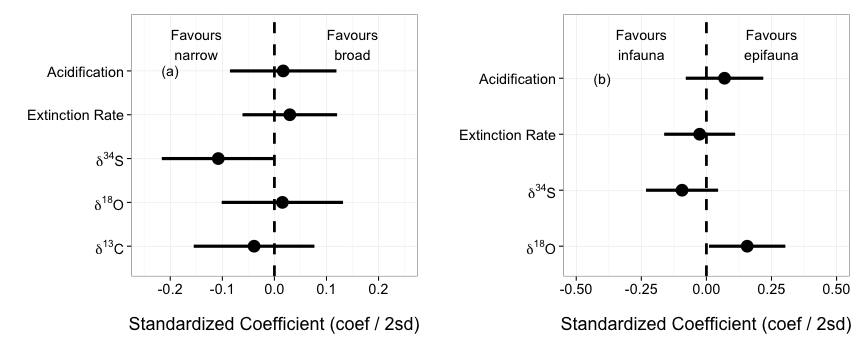 Favours Favours
narrow broad
(a)
Acidification
Extinction Rate
δ³⁴S
δ¹⁸O
δ¹³C
-0.2 -0.1 0.0 0.1 0.2
Standardized Coefficient (coef / 2sd)
Favours Favours
infauna epifauna
(b)
Acidification
Extinction Rate
δ³⁴S
δ¹⁸O
-0.50 -0.25 0.00 0.25 0.50
Standardized Coefficient (coef / 2sd)